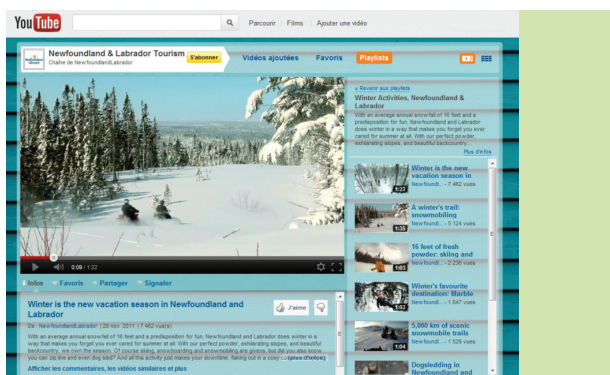 YouTube
Parcourir Films Ajouter une vidéo
Newfoundland & Labrador Tourism
Chaîne de NewfoundlandLabrador
S'abonner
Vidéos ajoutées Favoris Playlists
« Revenir aux playlists
Winter Activities, Newfoundland &
Labrador
With an average annual snowfall of 16 feet and a
predisposition for fun, Newfoundland and Labrador
does winter in a way that makes you forget you ever
cared for summer at all. With our perfect powder,
exhilarating slopes, and beautiful backcountry...
Plus d'infos
Winter is the new
vacation season in
Newfoundl... - 7 462 vues
1:22
A winter's trail:
snowmobiling
Newfoundl... - 5 124 vues
1:35
16 feet of fresh
powder: skiing and
Newfoundl... - 2 236 vues
1:03
Winter's favourite
destination: Marble
Newfoundl... - 1 647 vues
1:03
5,000 km of scenic
snowmobile trails
Newfoundl... - 1 529 vues
1:04
Dogsledding in
Newfoundland and
0:09 / 1:22
Infos Favoris Partager Signaler
Winter is the new vacation season in Newfoundland and
Labrador
J'aime
De : NewfoundlandLabrador | 28 nov. 2011 | 7 462 vue(s)
With an average annual snowfall of 16 feet and a predisposition for fun, Newfoundland and Labrador does winter in a
way that makes you forget you ever cared for summer at all. With our perfect powder, exhilarating slopes, and beautiful
backcountry, we own the season. Of course skiing, snowboarding and snowmobiling are givens, but did you also know
you can zip line and even dog sled? And all this activity just makes your downtime, flaking out in a cosy (plus d'infos)
Afficher les commentaires, les vidéos similaires et plus